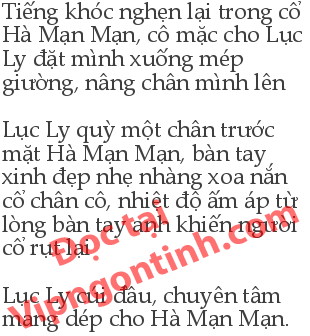 Tiếng khóc nghẹn lại trong cổ
Hà Mạn Mạn, cô mặc cho Lục
Ly đặt mình xuống mép
giường, nâng chân mình lên
Lục Ly quỳ một chân trước
mặt Hà Mạn Mạn, bàn tay
xinh đẹp nhẹ nhàng xoa nắn
cổ chân cô, nhiệt độ ấm áp từ
lòng bàn tay anh khiến người
cô rụt lại
Lục Ly cúi đầu, chuyên tâm
mang dép cho Hà Mạn Mạn.
Đọc tại
Vipngontinh.com